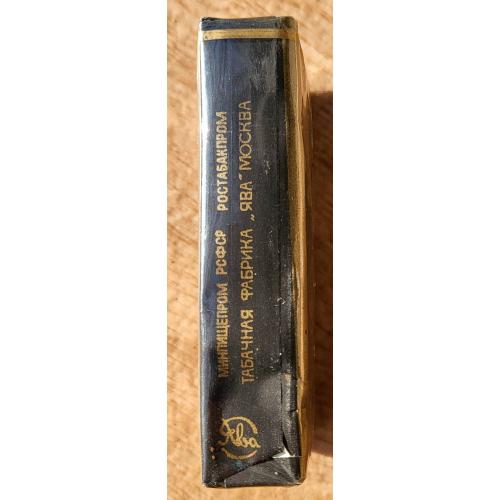 МИНПИЩЕПРОМ РСФСР РОСТАБАКПРОМ
ТАБАЧНАЯ ФАБРИКА „ЯВА” МОСКВА
Ява